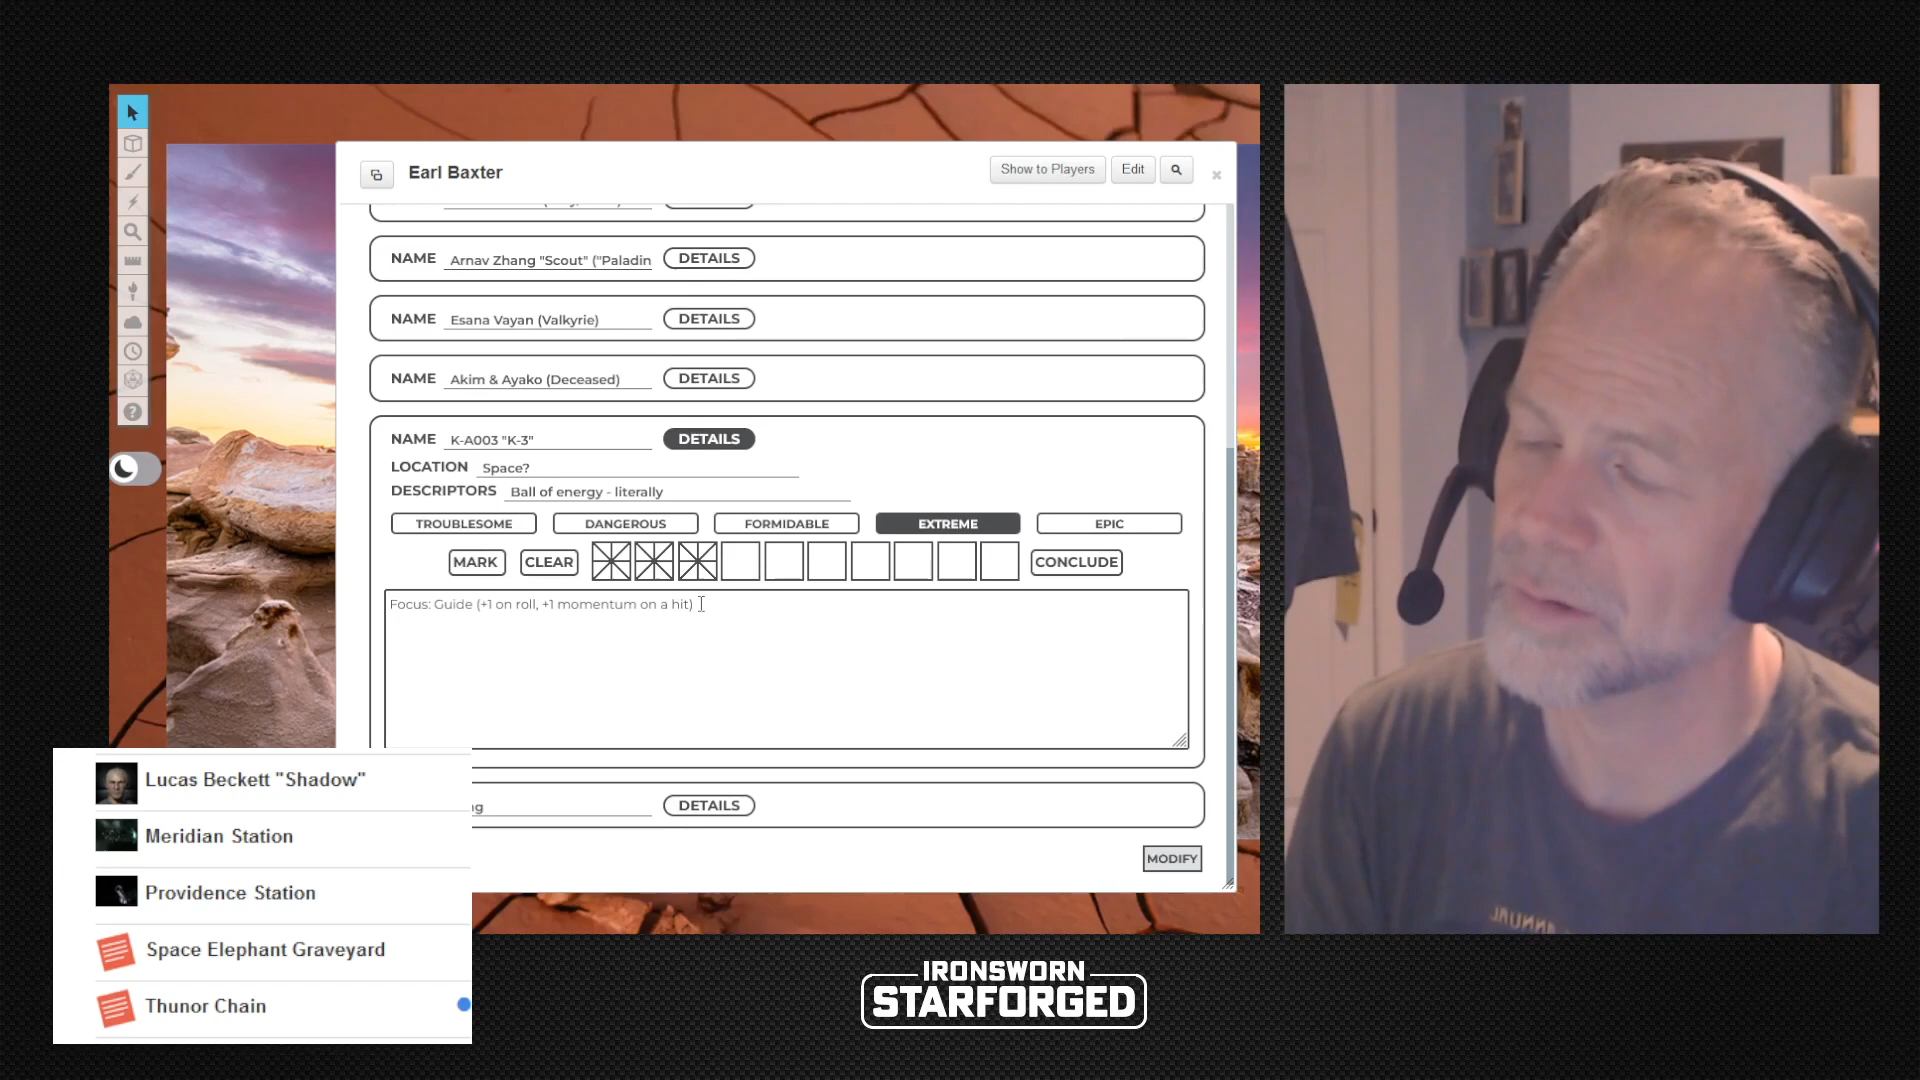 Earl Baxter
Show to Players
Edit
NAME Arnav Zhang "Scout" ("Paladin DETAILS
NAME Esana Vayan (Valkyrie) DETAILS
NAME Akim & Ayako (Deceased) DETAILS
NAME K-A003 "K-3" DETAILS
LOCATION Space?
DESCRIPTORS Ball of energy - literally
TROUBLESOME DANGEROUS FORMIDABLE EXTREME EPIC
MARK CLEAR CONCLUDE
Focus: Guide (+1 on roll, +1 momentum on a hit)
DETAILS
MODIFY
Lucas Beckett "Shadow"
Meridian Station
Providence Station
Space Elephant Graveyard
Thunor Chain
IRONSWORN
STARFORGED
ANNUAL